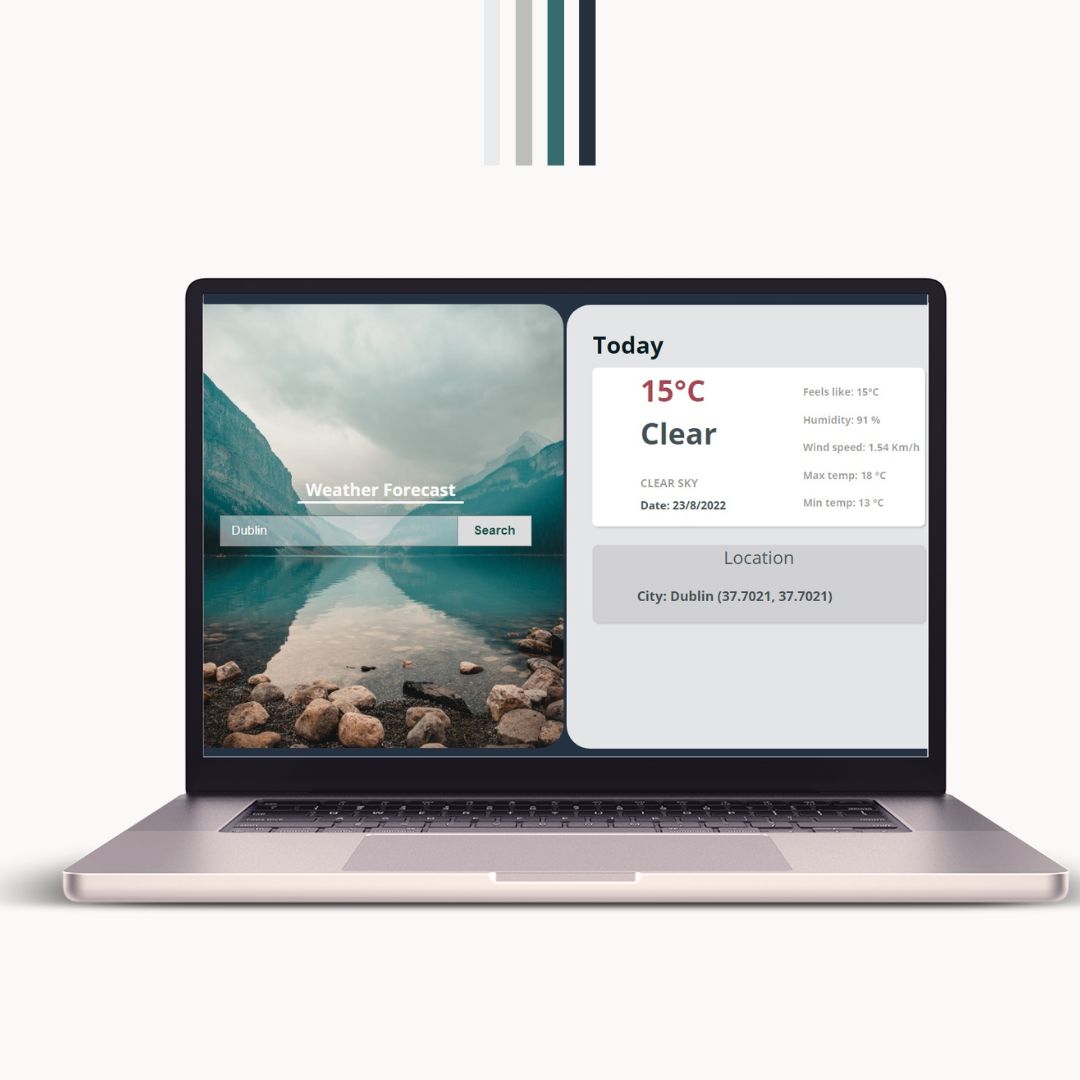 Weather Forecast
Dublin
Search
Today
15°C
Clear
CLEAR SKY
Date: 23/8/2022
Feels like: 15°C
Humidity: 91 %
Wind speed: 1.54 Km/h
Max temp: 18 °C
Min temp: 13 °C
Location
City: Dublin (37.7021, 37.7021)